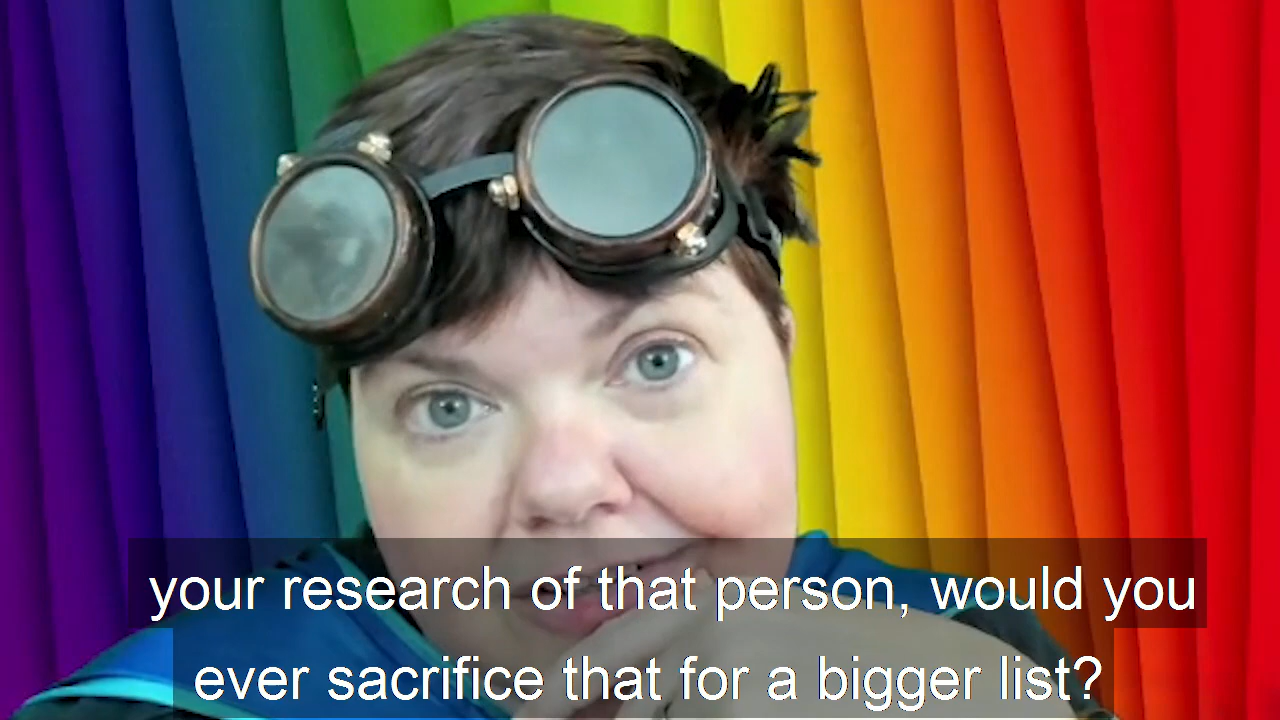 your research of that person, would you
ever sacrifice that for a bigger list?